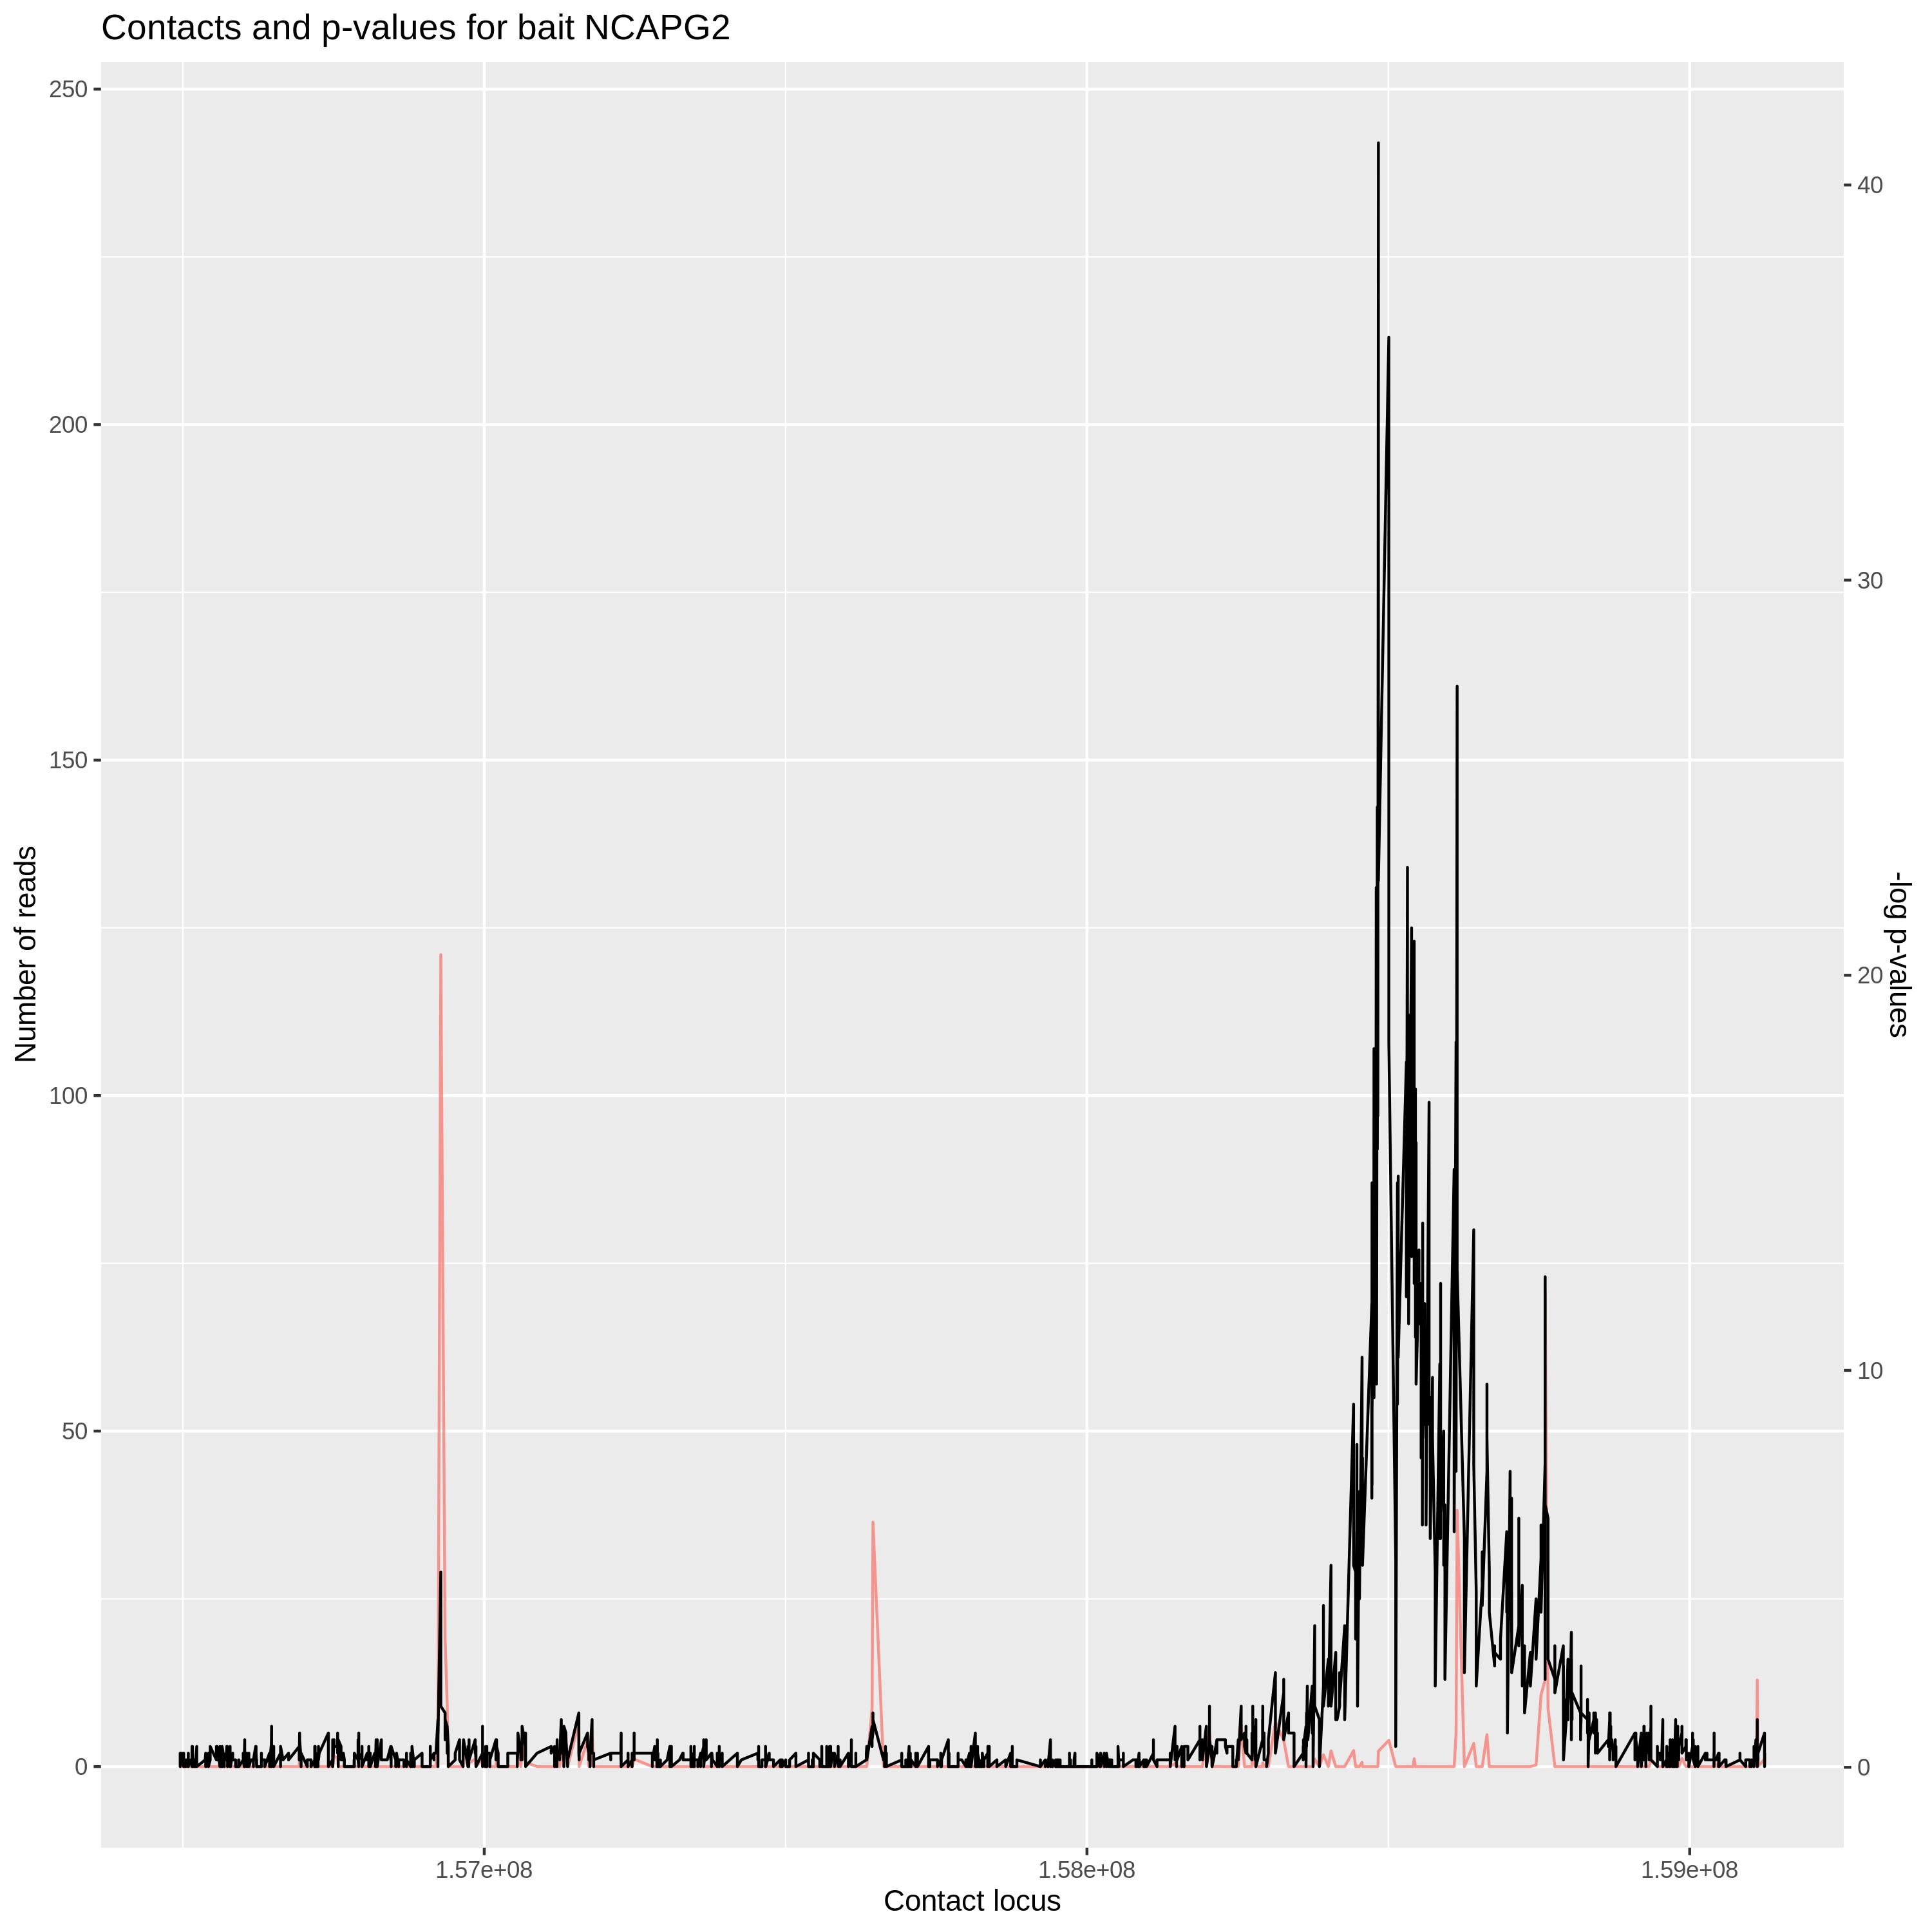 Contacts and p-values for bait NCAPG2
250
200
150
100
50
0
Number of reads
40
30
20
10
0
-log p-values
1.57e+08
1.58e+08
1.59e+08
Contact locus